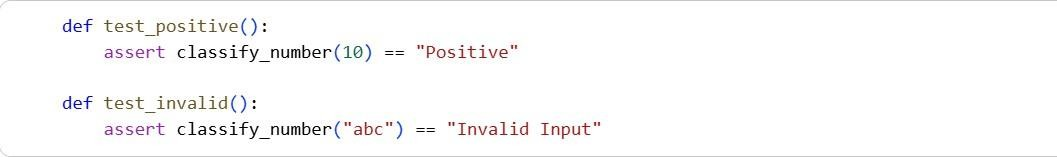 def test_positive():
    assert classify_number(10) == "Positive"
def test_invalid():
    assert classify_number("abc") == "Invalid Input"